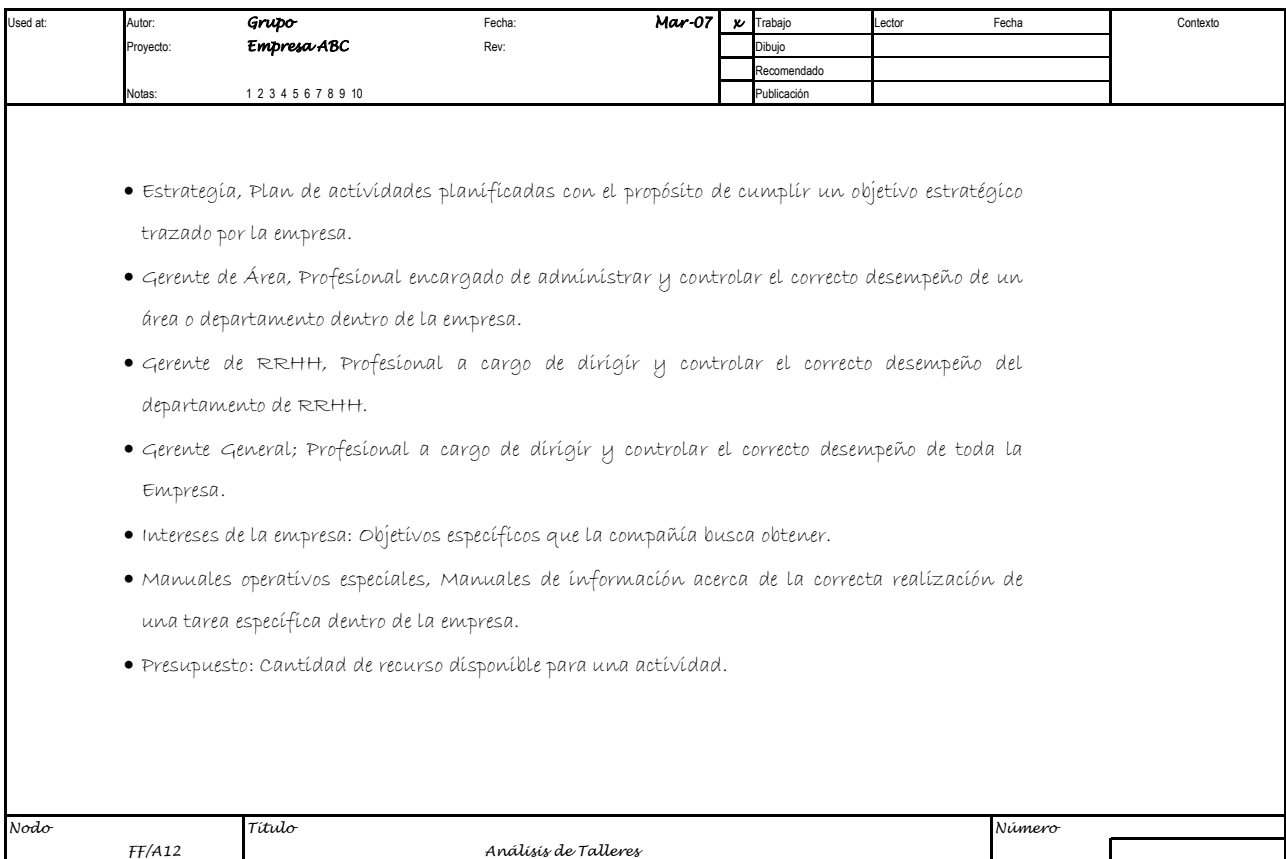 Used at: Autor: Grupo Fecha: Mar-07 x Trabajo Lector Fecha Contexto
Proyecto: Empresa ABC Rev: Dibujo
Recomendado
Notas: 1 2 3 4 5 6 7 8 9 10 Publicación
• Estrategia, Plan de actividades planificadas con el propósito de cumplir un objetivo estratégico
trazado por la empresa.
• Gerente de Área, Profesional encargado de administrar y controlar el correcto desempeño de un
área o departamento dentro de la empresa.
• Gerente de RRHH, Profesional a cargo de dirigir y controlar el correcto desempeño del
departamento de RRHH.
• Gerente General; Profesional a cargo de dirigir y controlar el correcto desempeño de toda la
Empresa.
• Intereses de la empresa: Objetivos específicos que la compañía busca obtener.
• Manuales operativos especiales, Manuales de información acerca de la correcta realización de
una tarea específica dentro de la empresa.
• Presupuesto: Cantidad de recurso disponible para una actividad.
Nodo Título Número
FF/A12 Análisis de Talleres